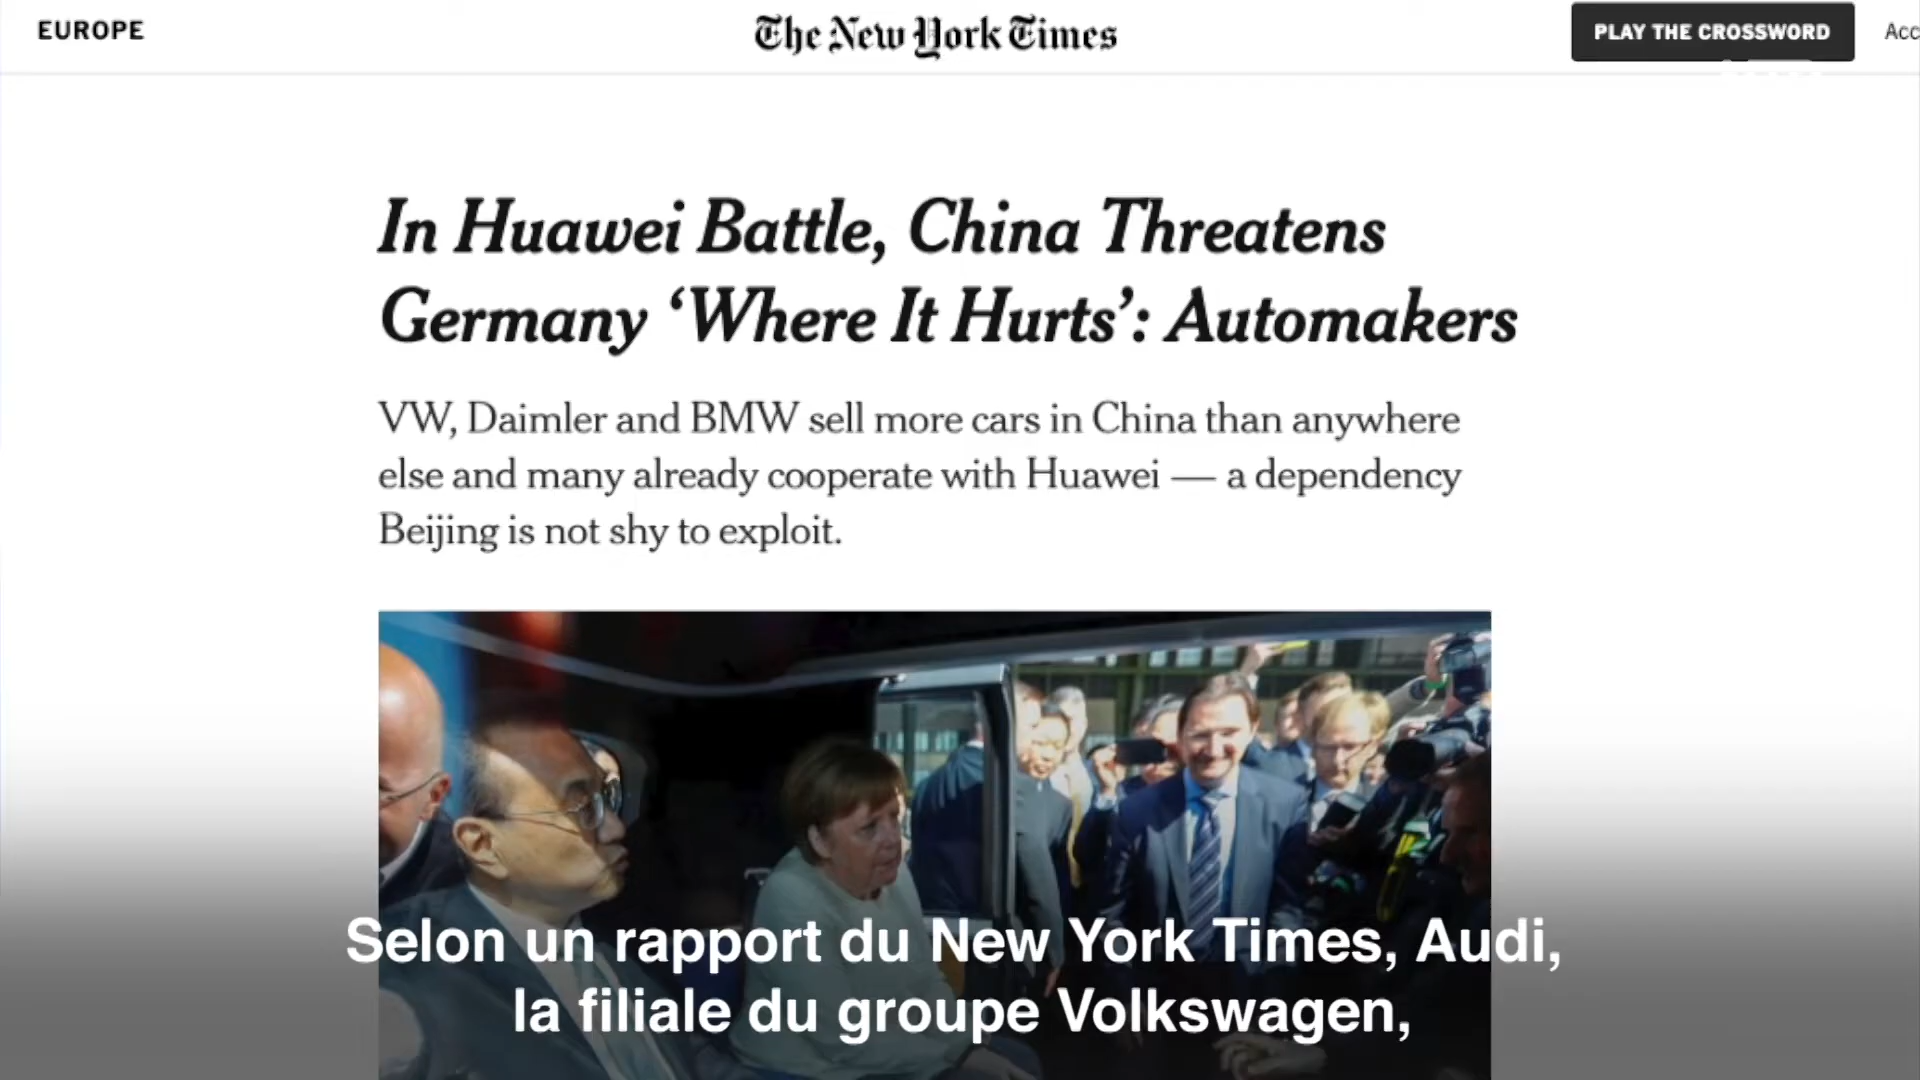 EUROPE
The New York Times
PLAY THE CROSSWORD
Acc
In Huawei Battle, China Threatens
Germany ‘Where It Hurts’: Automakers
VW, Daimler and BMW sell more cars in China than anywhere
else and many already cooperate with Huawei — a dependency
Beijing is not shy to exploit.
Selon un rapport du New York Times, Audi,
la filiale du groupe Volkswagen,